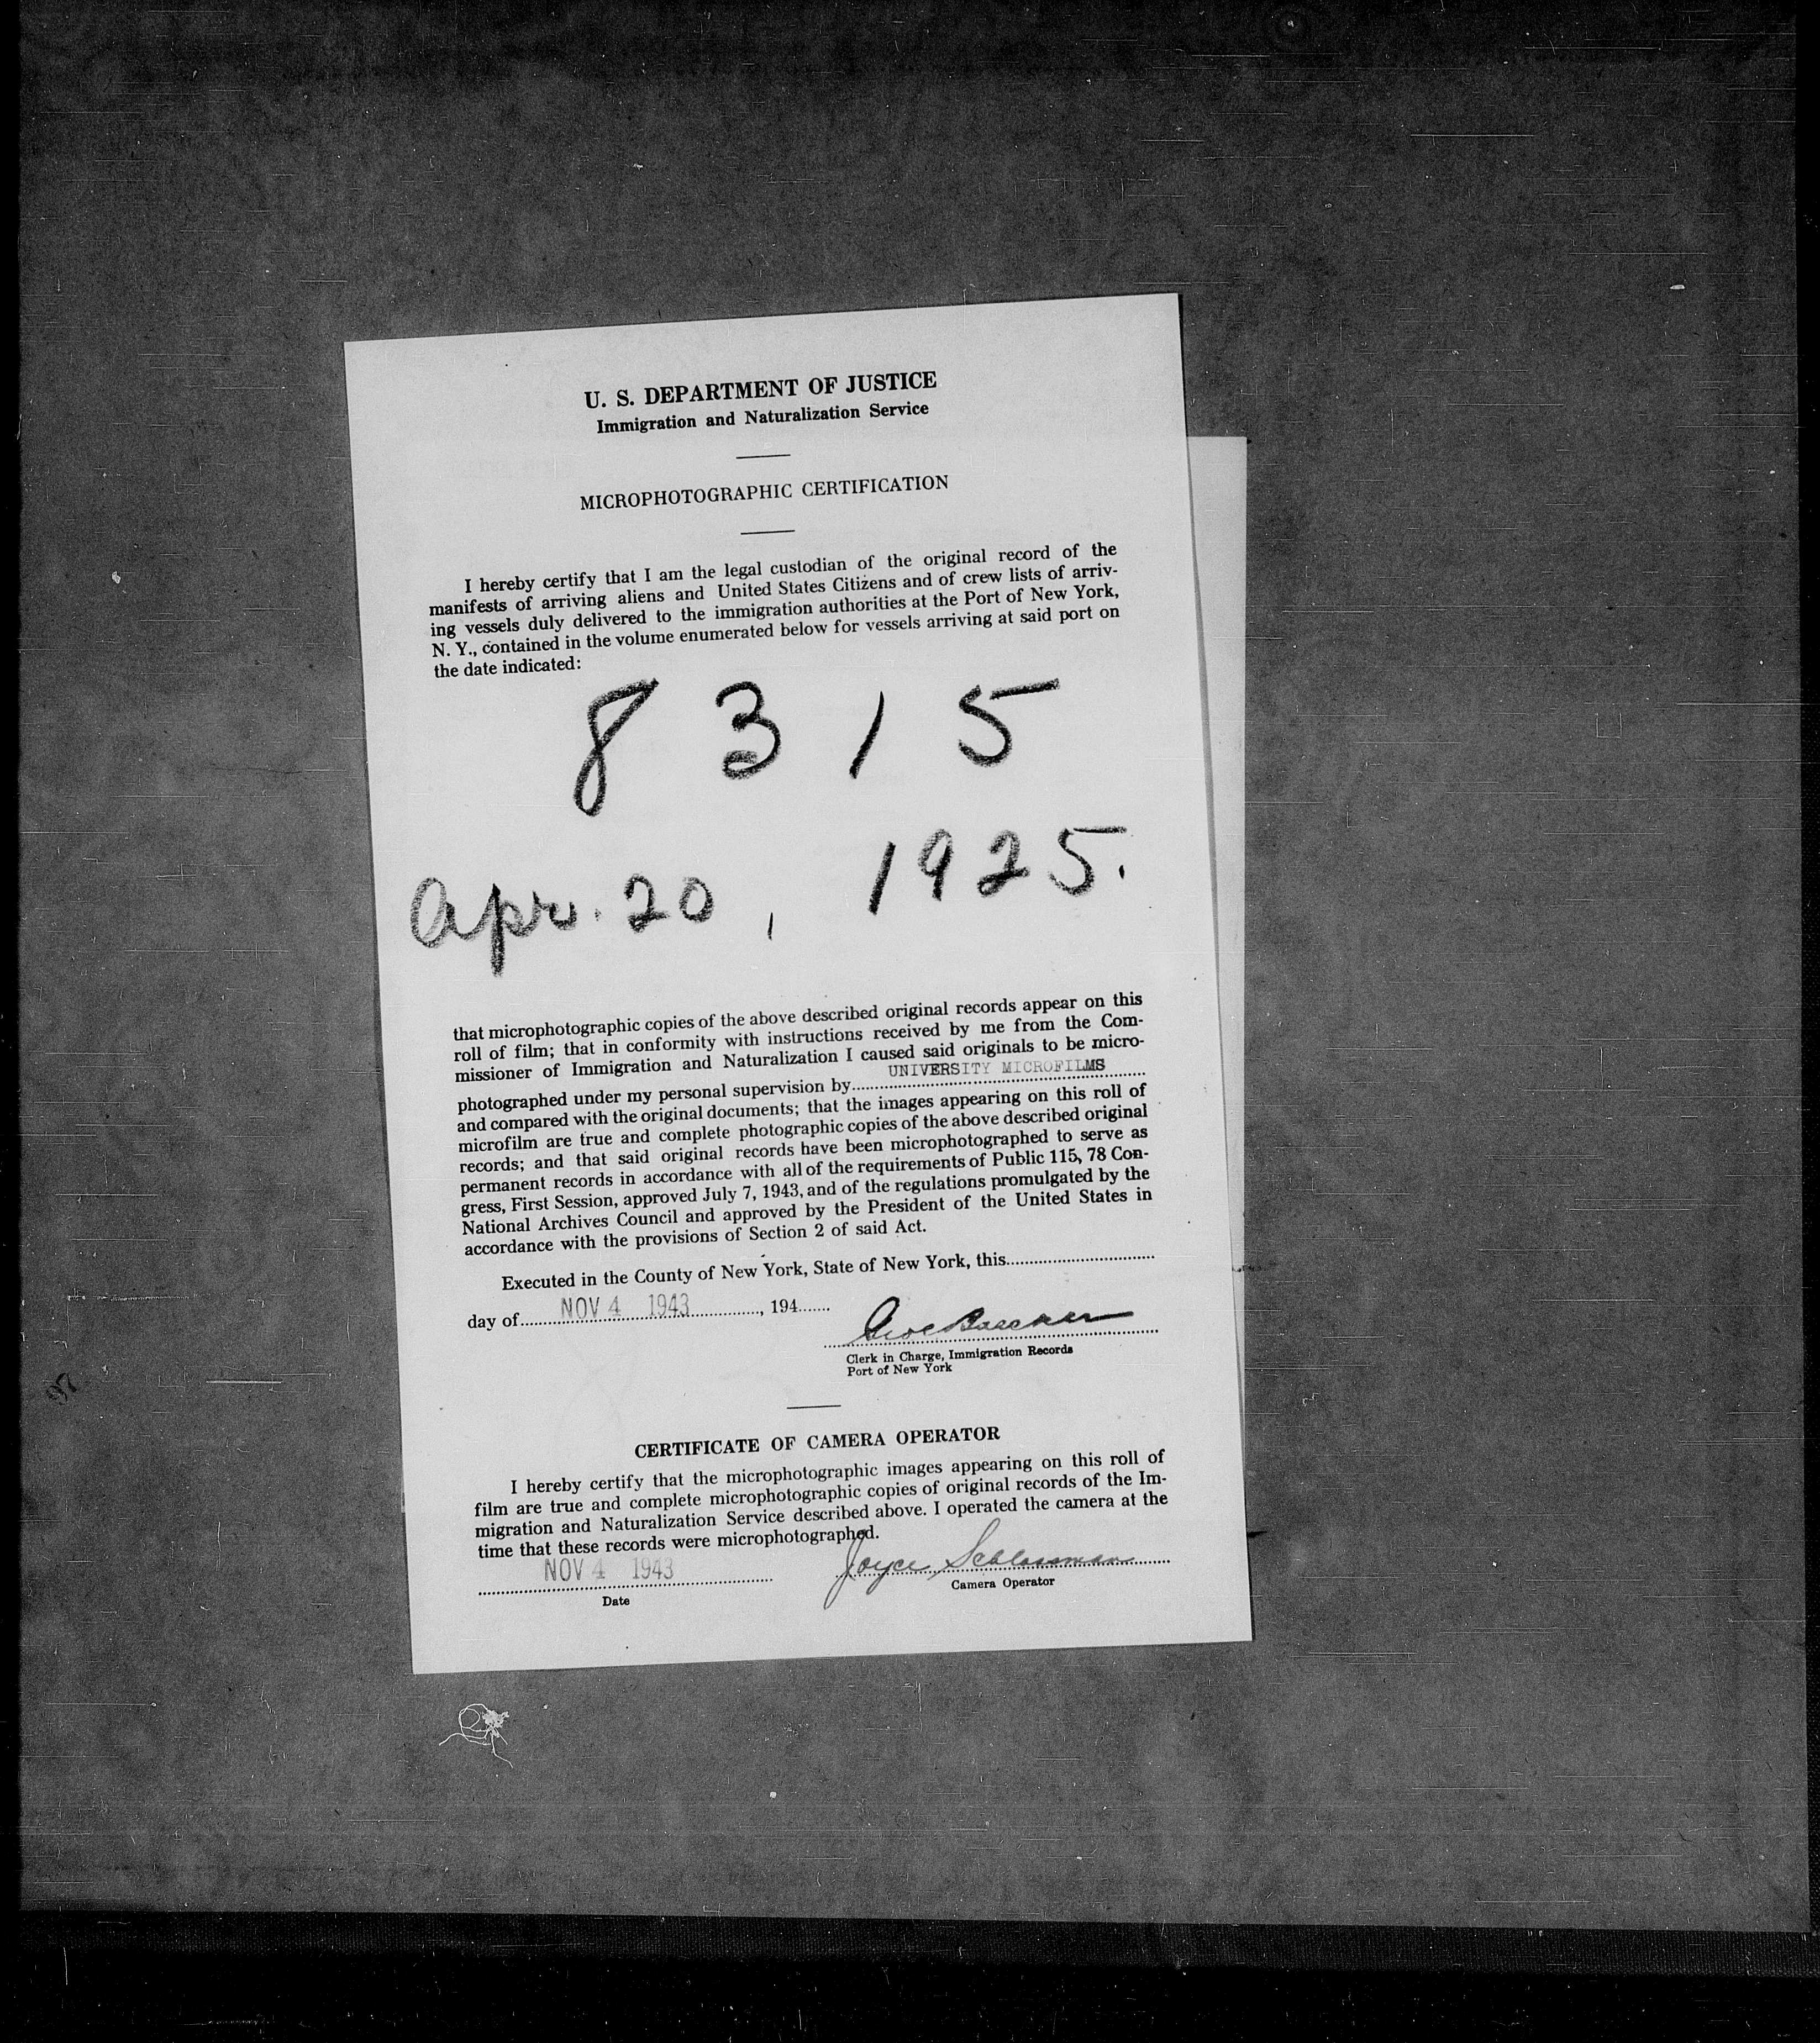 U. S. DEPARTMENT OF JUSTICE
Immigration and Naturalization Service
MICROPHOTOGRAPHIC CERTIFICATION
I hereby certify that I am the legal custodian of the original record of the
manifests of arriving aliens and United States Citizens and of crew lists of arriv-
ing vessels duly delivered to the immigration authorities at the Port of New York,
N. Y., contained in the volume enumerated below for vessels arriving at said port on
the date indicated:
8 3 1 5
Apr. 20, 1925.
that microphotographic copies of the above described original records appear on this
roll of film; that in conformity with instructions received by me from the Com-
missioner of Immigration and Naturalization I caused said originals to be micro-
photographed under my personal supervision by UNIVERSITY MICROFILMS
and compared with the original documents; that the images appearing on this roll of
microfilm are true and complete photographic copies of the above described original
records; and that said original records have been microphotographed to serve as
permanent records in accordance with all of the requirements of Public 115, 78 Con-
gress, First Session, approved July 7, 1943, and of the regulations promulgated by the
National Archives Council and approved by the President of the United States in
accordance with the provisions of Section 2 of said Act.
Executed in the County of New York, State of New York, this
day of NOV 4 1943, 194
Clerk in Charge, Immigration Records
Port of New York
CERTIFICATE OF CAMERA OPERATOR
I hereby certify that the microphotographic images appearing on this roll of
film are true and complete microphotographic copies of original records of the Im-
migration and Naturalization Service described above. I operated the camera at the
time that these records were microphotographed.
NOV 4 1943 Joyce Schlossman
Date Camera Operator